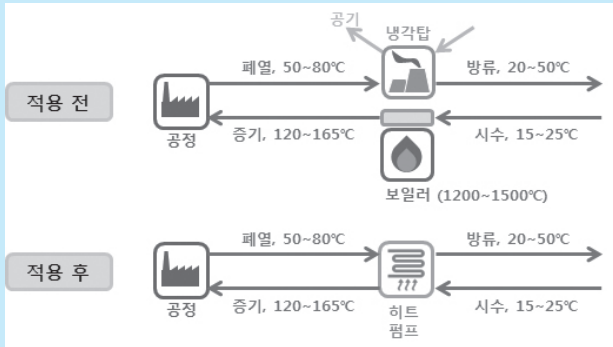 공기
냉각탑
폐열, 50~80℃
방류, 20~50℃
적용 전
공정
증기, 120~165℃
시수, 15~25℃
보일러 (1200~1500℃)
폐열, 50~80℃
방류, 20~50℃
적용 후
공정
증기, 120~165℃
시수, 15~25℃
히트
펌프